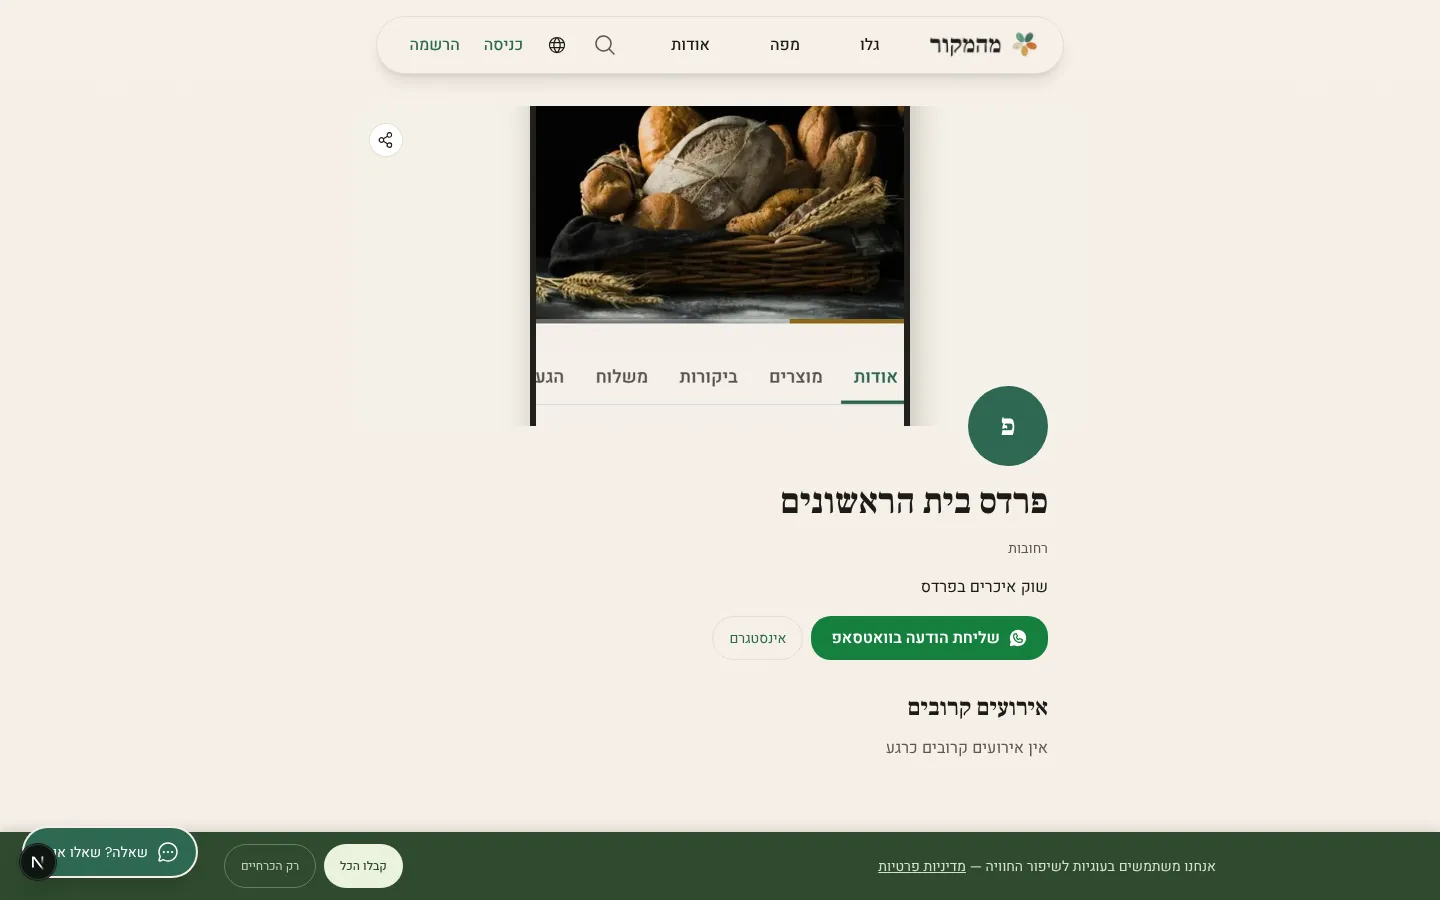 מהמקור
גלו
מפה
אודות
כניסה
הרשמה
אודות
מוצרים
ביקורות
משלוח
פ
פרדס בית הראשונים
רחובות
שוק איכרים בפרדס
שליחת הודעה בוואטסאפ
אינסטגרם
אירועים קרובים
אין אירועים קרובים כרגע
אנחנו משתמשים בעוגיות לשיפור החוויה — מדיניות פרטיות
קבלו הכל
רק הכרחיים
שאלה? שאלו
N